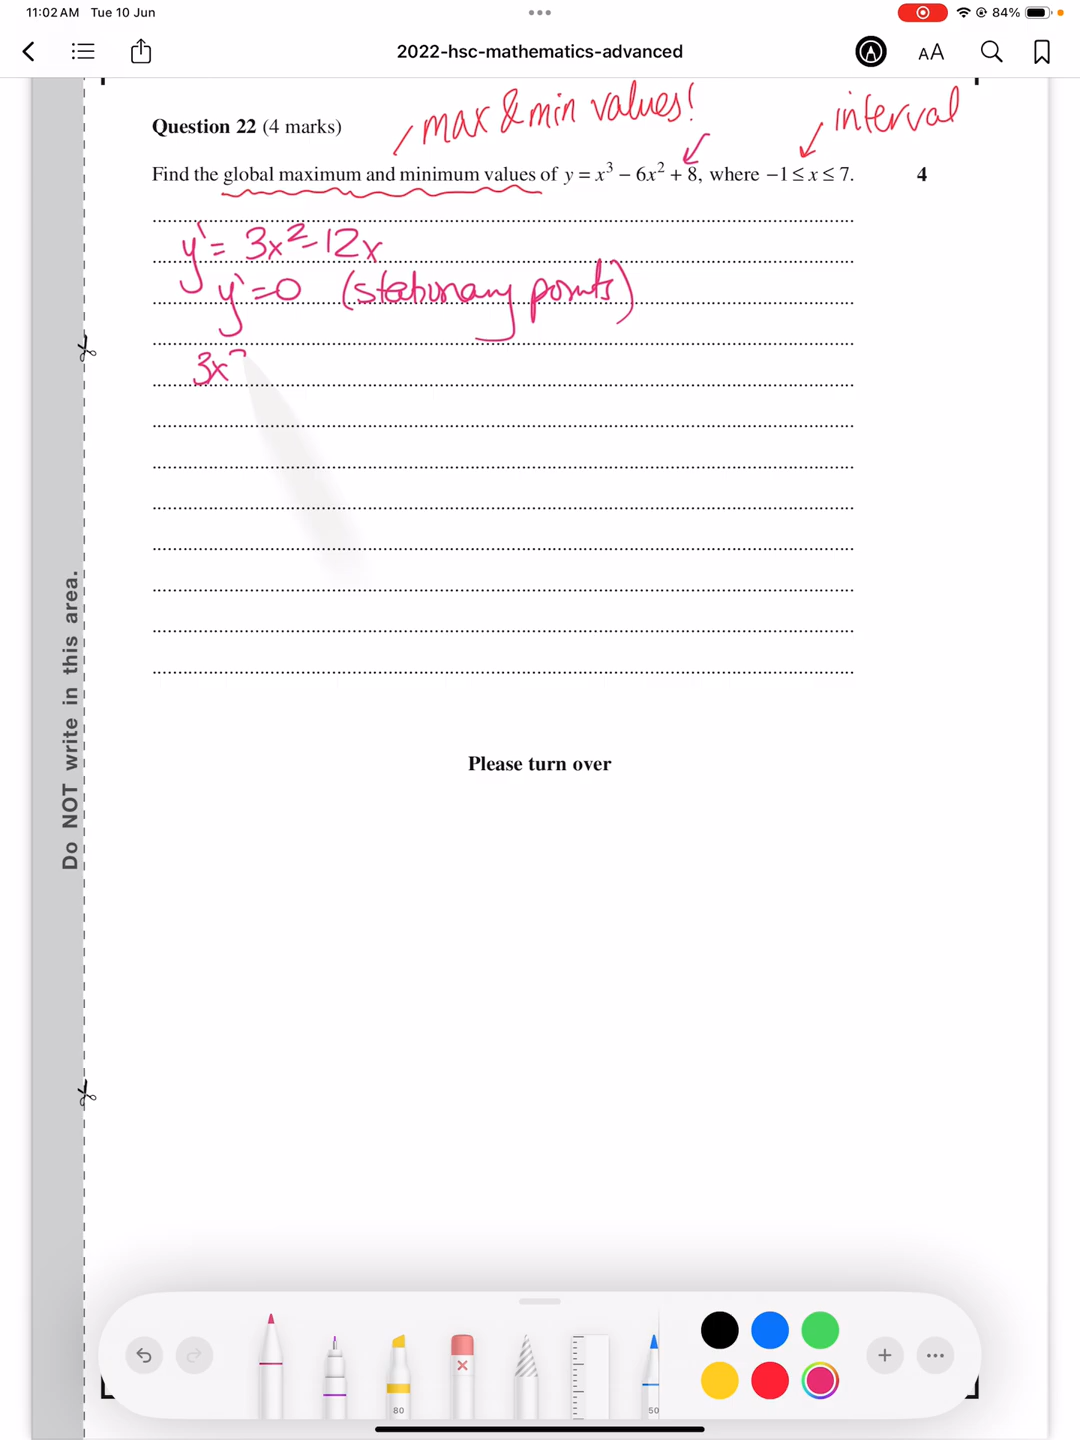 11:02 AM Tue 10 Jun
84%
2022-hsc-mathematics-advanced
AA
max & min values!
interval
Question 22 (4 marks)
Find the global maximum and minimum values of y = x³ − 6x² + 8, where −1 ≤ x ≤ 7.
4
y' = 3x² − 12x
y' = 0 (stationary points)
3x²
Do NOT write in this area.
Please turn over
80
50